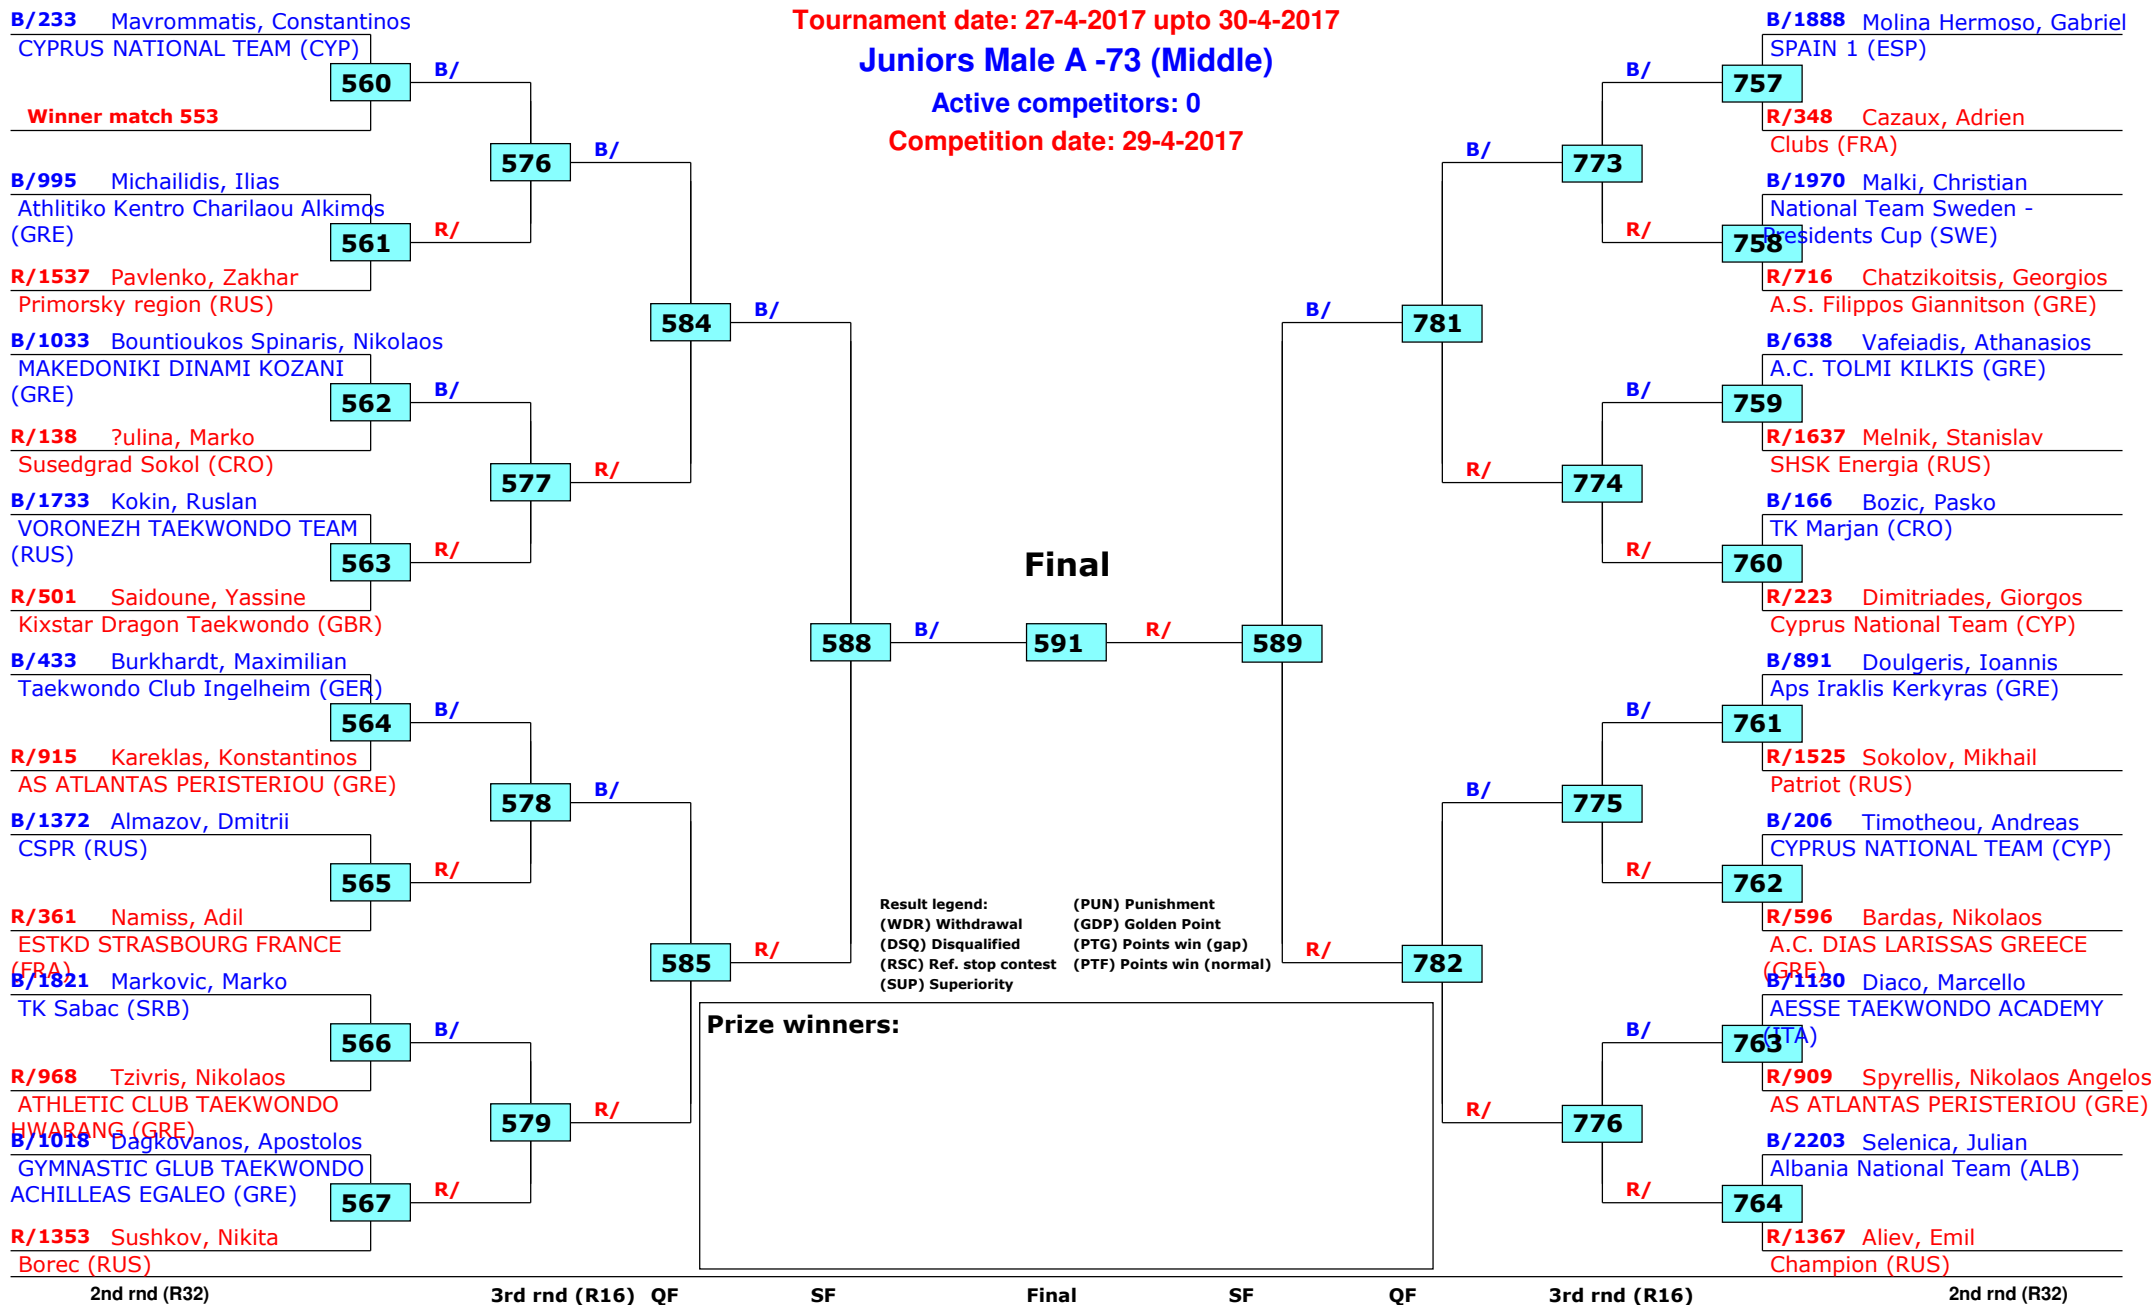 Tournament date: 27-4-2017 upto 30-4-2017
Juniors Male A -73 (Middle)
Active competitors: 0
Competition date: 29-4-2017
B/233 Mavrommatis, Constantinos
CYPRUS NATIONAL TEAM (CYP)
560
B/
Winner match 553
576
B/
B/995 Michailidis, Ilias
Athlitiko Kentro Charilaou Alkimos
(GRE)
561
R/
R/1537 Pavlenko, Zakhar
Primorsky region (RUS)
584
B/
B/1033 Bountioukos Spinaris, Nikolaos
MAKEDONIKI DINAMI KOZANI
(GRE)
562
B/
R/138 ?ulina, Marko
Susedgrad Sokol (CRO)
577
R/
B/1733 Kokin, Ruslan
VORONEZH TAEKWONDO TEAM
(RUS)
563
R/
R/501 Saidoune, Yassine
Kixstar Dragon Taekwondo (GBR)
588
B/
B/433 Burkhardt, Maximilian
Taekwondo Club Ingelheim (GER)
564
B/
R/915 Kareklas, Konstantinos
AS ATLANTAS PERISTERIOU (GRE)
578
B/
B/1372 Almazov, Dmitrii
CSPR (RUS)
565
R/
R/361 Namiss, Adil
ESTKD STRASBOURG FRANCE
(FRA)
585
R/
B/1821 Markovic, Marko
TK Sabac (SRB)
566
B/
R/968 Tzivris, Nikolaos
ATHLETIC CLUB TAEKWONDO
HWARANG (GRE)
579
R/
B/1018 Dagkovanos, Apostolos
GYMNASTIC GLUB TAEKWONDO
ACHILLEAS EGALEO (GRE)
567
R/
R/1353 Sushkov, Nikita
Borec (RUS)
Final
591
R/
589
Result legend:
(WDR) Withdrawal
(DSQ) Disqualified
(RSC) Ref. stop contest
(SUP) Superiority
(PUN) Punishment
(GDP) Golden Point
(PTG) Points win (gap)
(PTF) Points win (normal)
Prize winners:
B/1888 Molina Hermoso, Gabriel
SPAIN 1 (ESP)
B/
757
R/348 Cazaux, Adrien
Clubs (FRA)
B/
773
B/1970 Malki, Christian
National Team Sweden -
Presidents Cup (SWE)
R/
758
R/716 Chatzikoitsis, Georgios
A.S. Filippos Giannitson (GRE)
B/
781
B/638 Vafeiadis, Athanasios
A.C. TOLMI KILKIS (GRE)
B/
759
R/1637 Melnik, Stanislav
SHSK Energia (RUS)
R/
774
B/166 Bozic, Pasko
TK Marjan (CRO)
R/
760
R/223 Dimitriades, Giorgos
Cyprus National Team (CYP)
B/891 Doulgeris, Ioannis
Aps Iraklis Kerkyras (GRE)
B/
761
R/1525 Sokolov, Mikhail
Patriot (RUS)
B/
775
B/206 Timotheou, Andreas
CYPRUS NATIONAL TEAM (CYP)
R/
762
R/596 Bardas, Nikolaos
A.C. DIAS LARISSAS GREECE
(GRE)
R/
782
B/1130 Diaco, Marcello
AESSE TAEKWONDO ACADEMY
(ITA)
B/
763
R/909 Spyrellis, Nikolaos Angelos
AS ATLANTAS PERISTERIOU (GRE)
R/
776
B/2203 Selenica, Julian
Albania National Team (ALB)
R/
764
R/1367 Aliev, Emil
Champion (RUS)
2nd rnd (R32) 3rd rnd (R16) QF SF Final SF QF 3rd rnd (R16) 2nd rnd (R32)